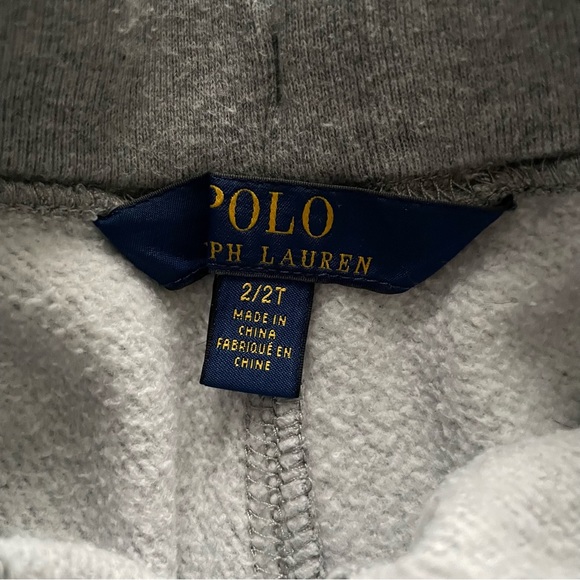 POLO
PH LAUREN
2/2T
MADE IN
CHINA
FABRIQUÉ EN
CHINE